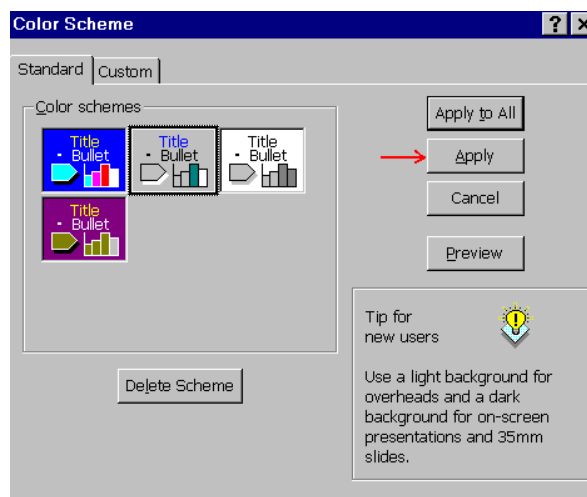 Color Scheme
? ×
Standard
Custom
Color schemes
Title
- Bullet
Title
- Bullet
Title
- Bullet
Title
- Bullet
Apply to All
Apply
Cancel
Preview
Delete Scheme
Tip for
new users
Use a light background for
overheads and a dark
background for on-screen
presentations and 35mm
slides.